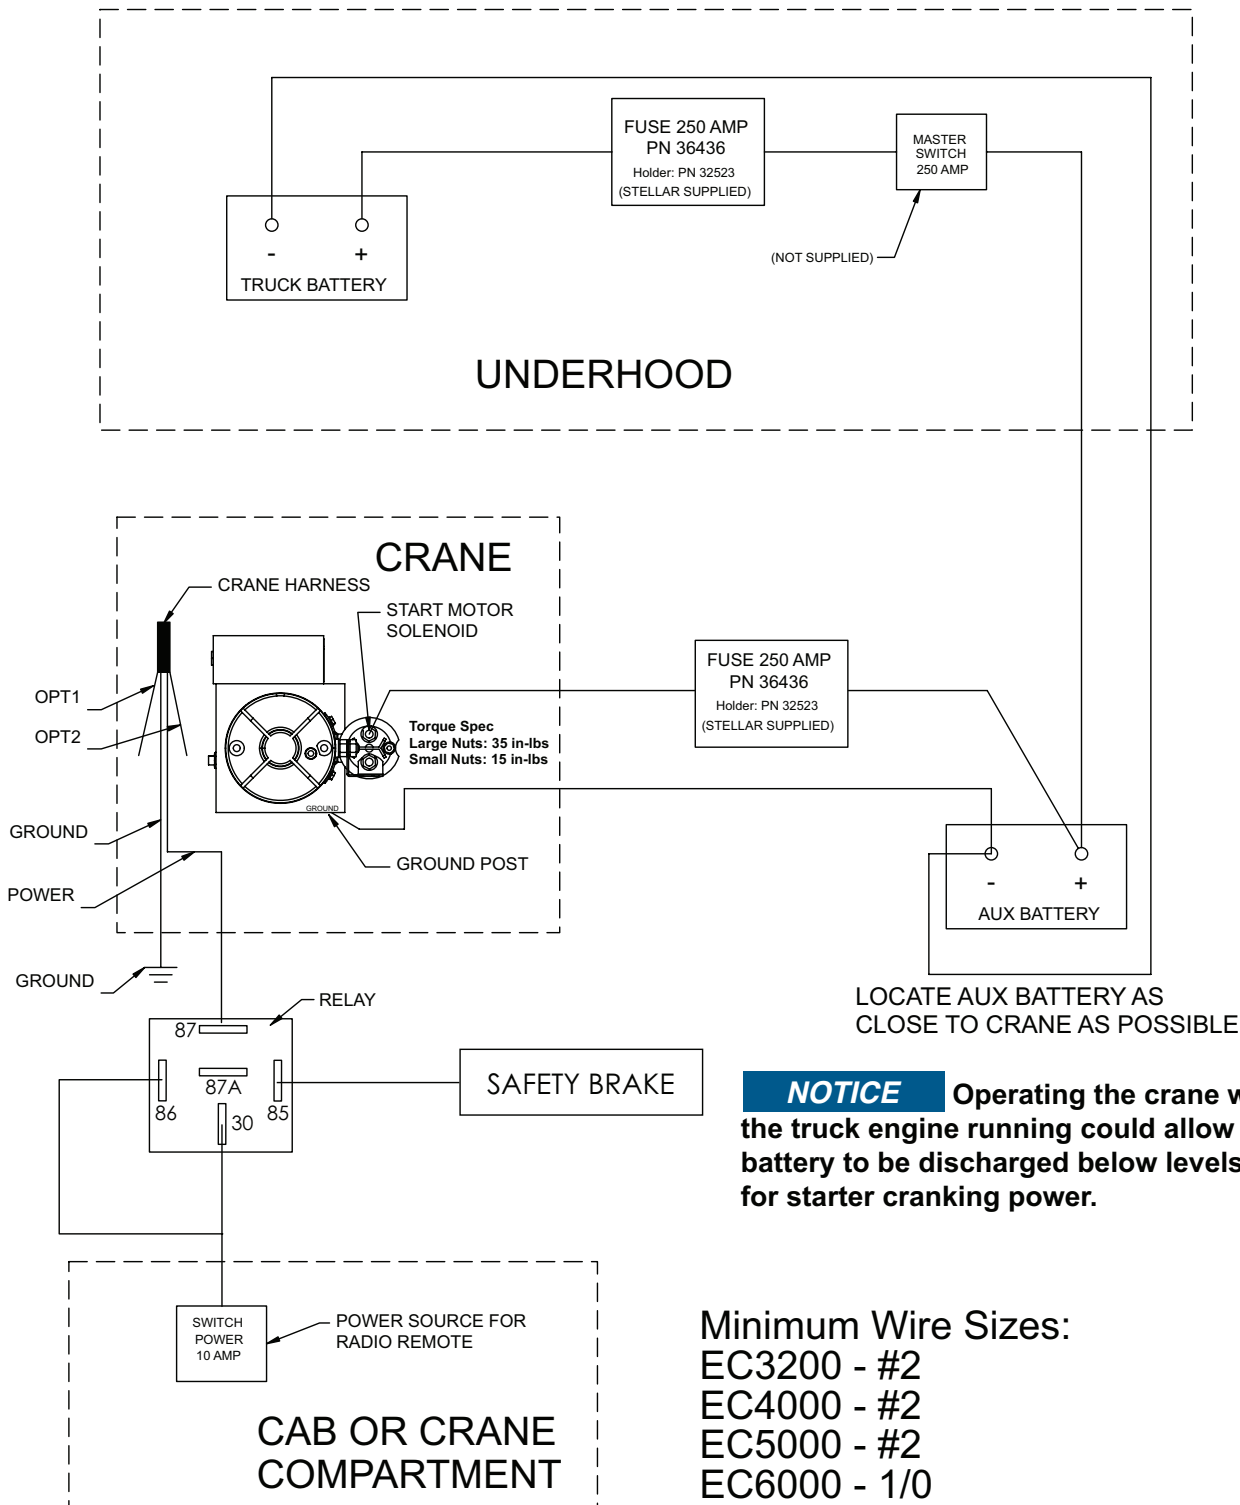 FUSE 250 AMP
PN 36436
Holder: PN 32523
(STELLAR SUPPLIED)
MASTER
SWITCH
250 AMP
(NOT SUPPLIED)
-
+
TRUCK BATTERY
UNDERHOOD
CRANE
CRANE HARNESS
START MOTOR
SOLENOID
OPT1
OPT2
Torque Spec
Large Nuts: 35 in-lbs
Small Nuts: 15 in-lbs
FUSE 250 AMP
PN 36436
Holder: PN 32523
(STELLAR SUPPLIED)
GROUND
GROUND
GROUND POST
POWER
-
+
AUX BATTERY
GROUND
LOCATE AUX BATTERY AS
CLOSE TO CRANE AS POSSIBLE
RELAY
87
87A
86
85
30
SAFETY BRAKE
NOTICE Operating the crane w
the truck engine running could allow
battery to be discharged below levels
for starter cranking power.
SWITCH
POWER
10 AMP
POWER SOURCE FOR
RADIO REMOTE
CAB OR CRANE
COMPARTMENT
Minimum Wire Sizes:
EC3200 - #2
EC4000 - #2
EC5000 - #2
EC6000 - 1/0